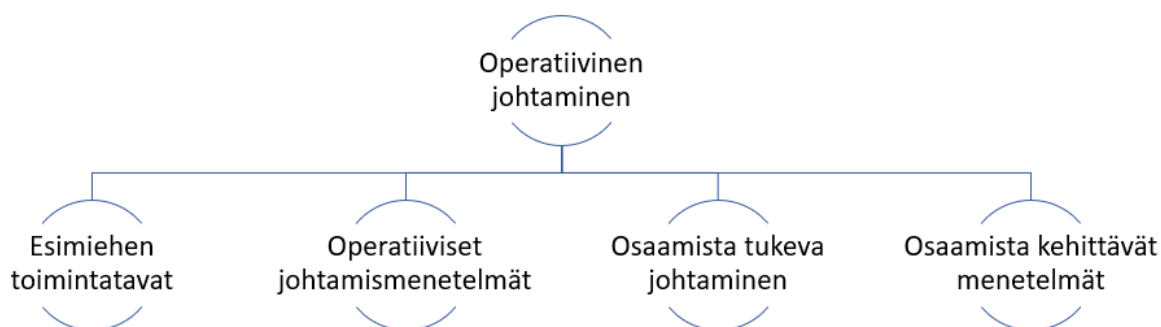 Operatiivinen
johtaminen
Esimiehen
toimintatavat
Operatiiviset
johtamismenetelmät
Osaamista tukeva
johtaminen
Osaamista kehittävät
menetelmät